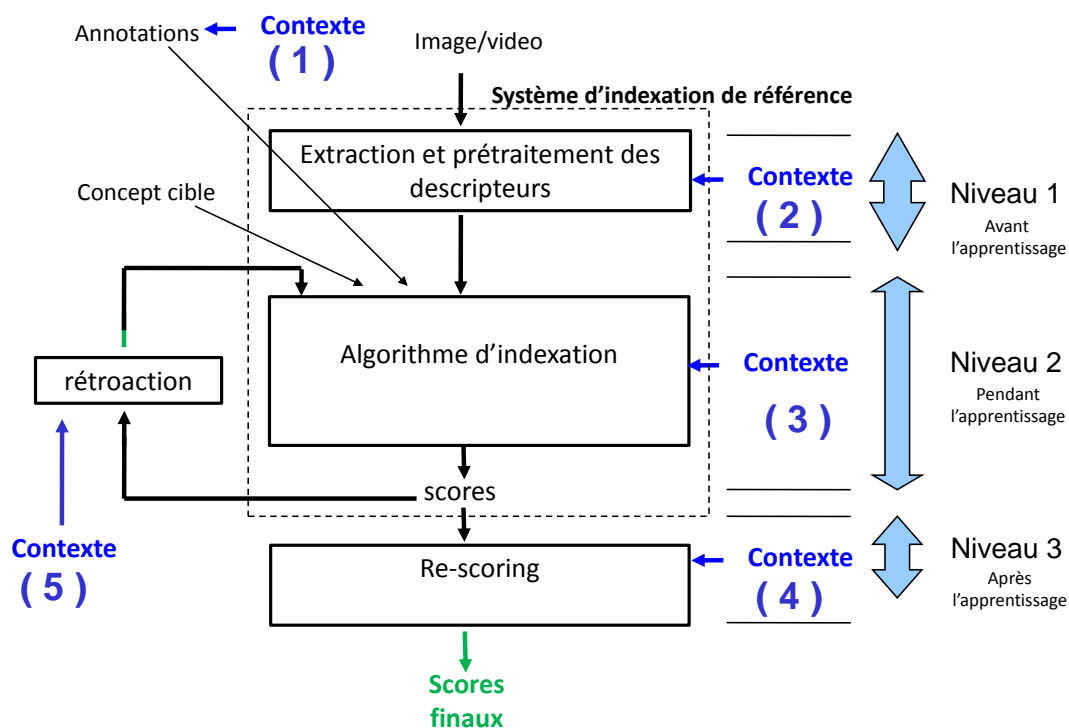 Annotations
Contexte
( 1 )
Image/video
Système d’indexation de référence
Extraction et prétraitement des
descripteurs
Contexte
( 2 )
Niveau 1
Avant
l’apprentissage
Concept cible
Algorithme d’indexation
Contexte
( 3 )
Niveau 2
Pendant
l’apprentissage
rétroaction
scores
Contexte
( 5 )
Re-scoring
Contexte
( 4 )
Niveau 3
Après
l’apprentissage
Scores
finaux